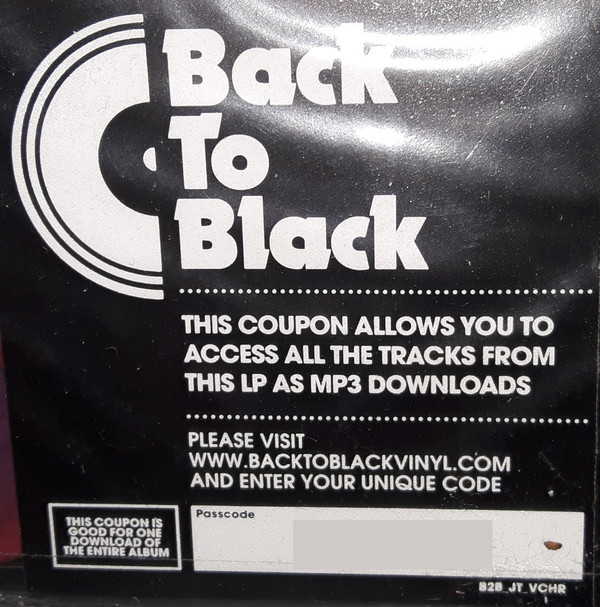 Back
To
Black
THIS COUPON ALLOWS YOU TO
ACCESS ALL THE TRACKS FROM
THIS LP AS MP3 DOWNLOADS
PLEASE VISIT
WWW.BACKTOBLACKVINYL.COM
AND ENTER YOUR UNIQUE CODE
THIS COUPON IS
GOOD FOR ONE
DOWNLOAD OF
THE ENTIRE ALBUM
Passcode
B2B_JT_VCHR